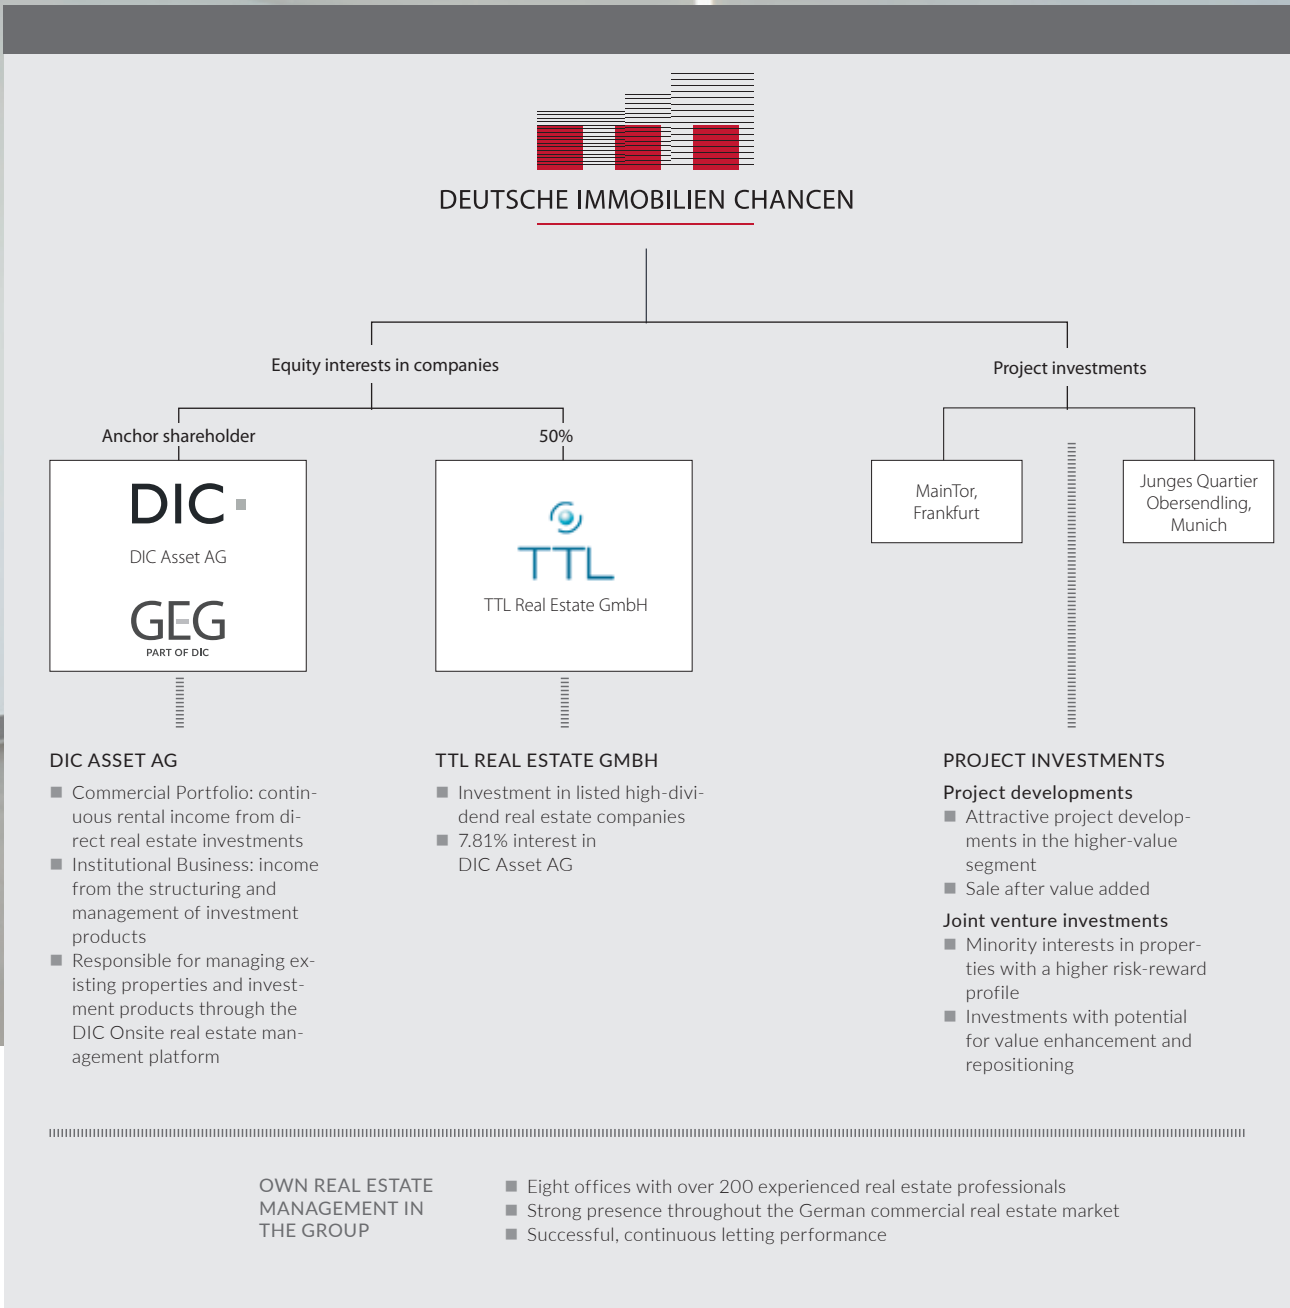 DEUTSCHE IMMOBILIEN CHANCEN
Equity interests in companies
Project investments
Anchor shareholder
50%
DIC
DIC Asset AG
GEG
PART OF DIC
TTL
TTL Real Estate GmbH
MainTor,
Frankfurt
Junges Quartier
Obersendling,
Munich
DIC ASSET AG
Commercial Portfolio: contin-
uous rental income from di-
rect real estate investments
Institutional Business: income
from the structuring and
management of investment
products
Responsible for managing ex-
isting properties and invest-
ment products through the
DIC Onsite real estate man-
agement platform
TTL REAL ESTATE GMBH
Investment in listed high-divi-
dend real estate companies
7.81% interest in
DIC Asset AG
PROJECT INVESTMENTS
Project developments
Attractive project develop-
ments in the higher-value
segment
Sale after value added
Joint venture investments
Minority interests in proper-
ties with a higher risk-reward
profile
Investments with potential
for value enhancement and
repositioning
OWN REAL ESTATE
MANAGEMENT IN
THE GROUP
Eight offices with over 200 experienced real estate professionals
Strong presence throughout the German commercial real estate market
Successful, continuous letting performance